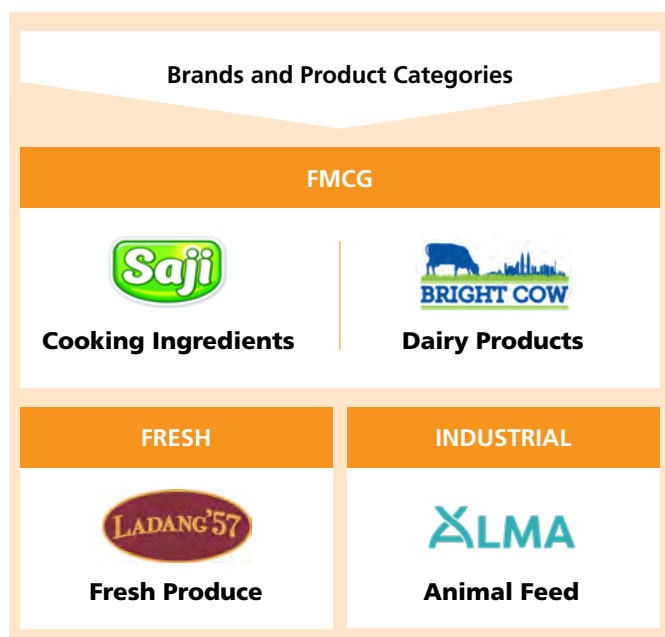 Brands and Product Categories
FMCG
Saji
BRIGHT COW
Cooking Ingredients
Dairy Products
FRESH
INDUSTRIAL
LADANG'57
ALMA
Fresh Produce
Animal Feed